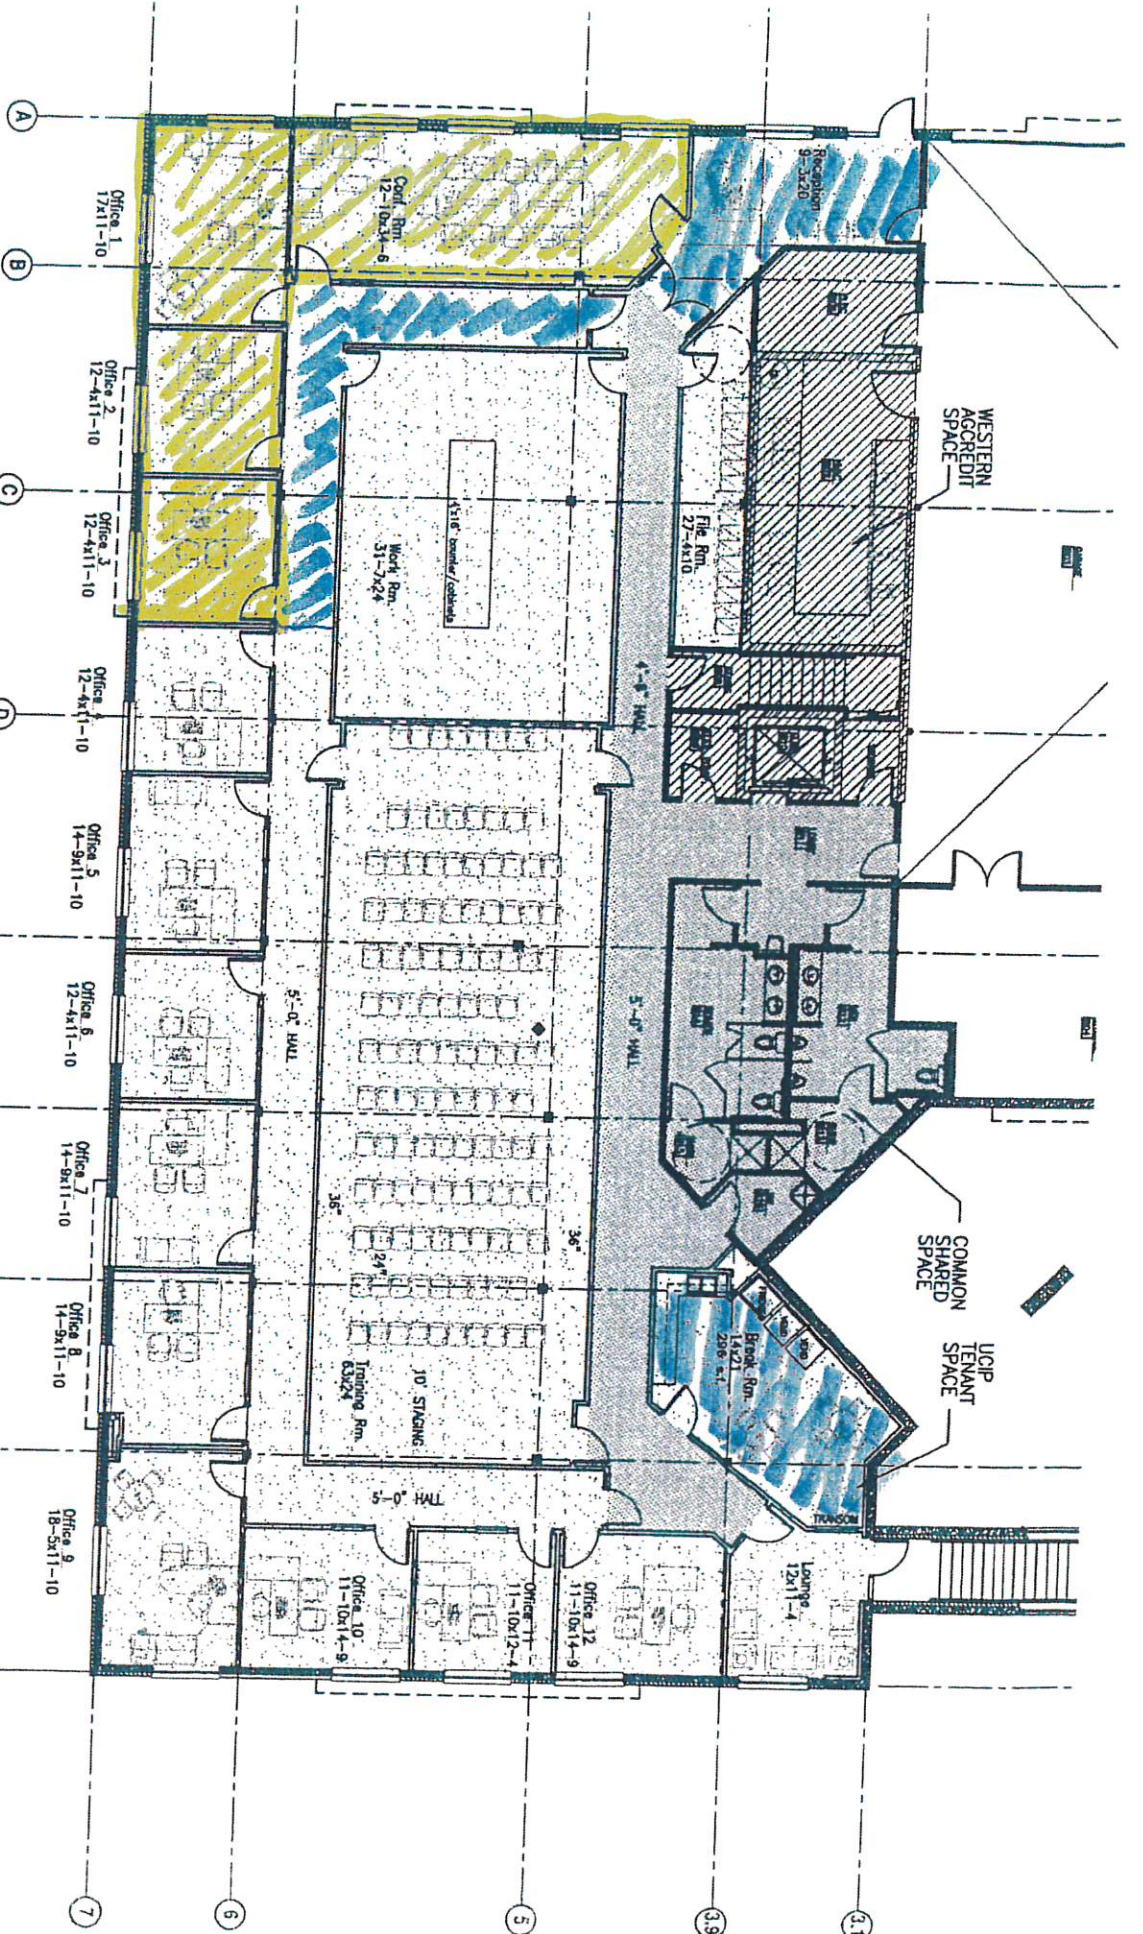 A
B
C
D
7
6
5
3.9
3.1
Reception
9-3x20
Conf. Rm.
12-10x34-6
Office 1
17x11-10
Office 2
12-4x11-10
Office 3
12-4x11-10
Office 4
12-4x11-10
Office 5
14-9x11-10
Office 6
12-4x11-10
Office 7
14-9x11-10
Office 8
14-9x11-10
Office 9
18-5x11-10
Office 10
11-10x14-9
Office 11
11-10x12-4
Office 12
11-10x14-9
Lounge
12x11-4
Break Rm.
14x21
296 s.f.
TRANSOM
Work Rm.
31-7x24
4'x16' counter/cabinets
File Rm.
27-4x10
Training Rm.
63x24
10' STAGING
24"
36"
36"
4'-6" HALL
5'-0" HALL
5'-0" HALL
5'-0" HALL
WESTERN
AGCREDIT
SPACE
COMMON
SHARED
SPACE
UCIP
TENANT
SPACE